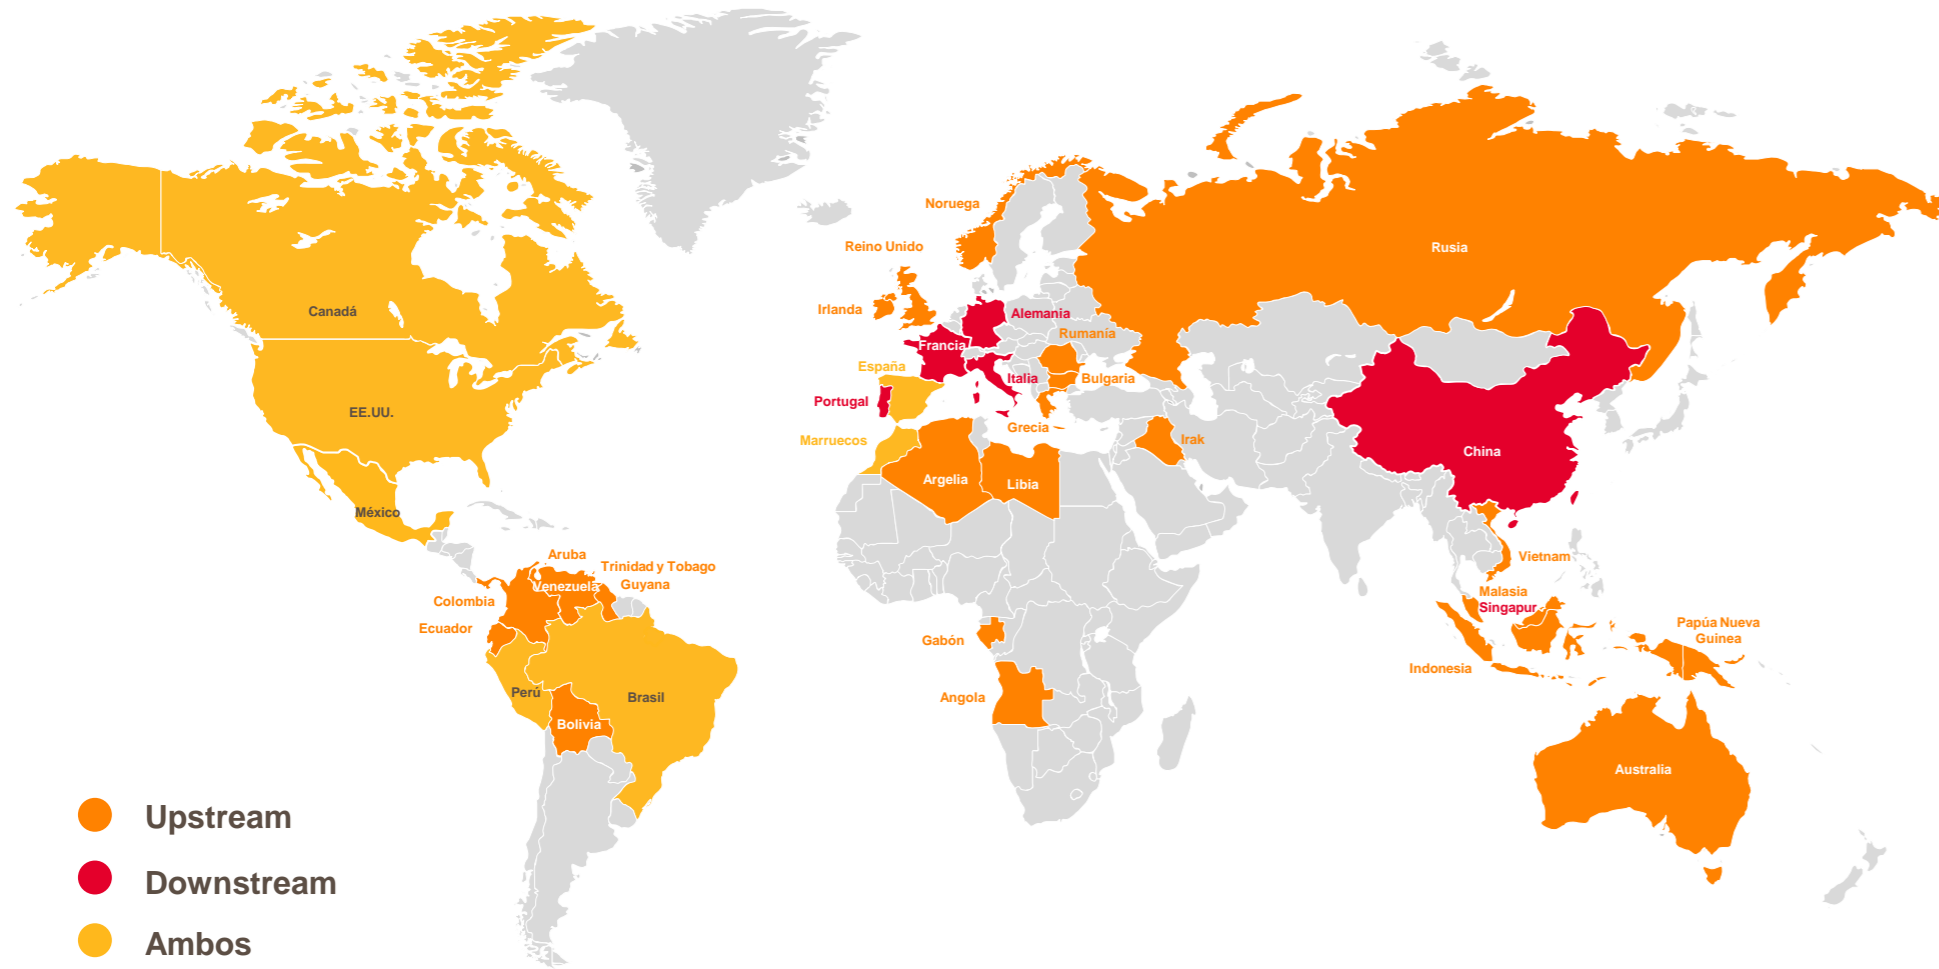 Noruega
Reino Unido
Rusia
Irlanda
Canadá
Alemania
Rumanía
Francia
España
Italia
Bulgaria
Portugal
EE.UU.
Grecia
Marruecos
Irak
China
Argelia
Libia
México
Aruba
Vietnam
Trinidad y Tobago
Venezuela
Guyana
Malasia
Colombia
Singapur
Ecuador
Papúa Nueva
Guinea
Gabón
Indonesia
Perú
Brasil
Angola
Bolivia
Australia
Upstream
Downstream
Ambos